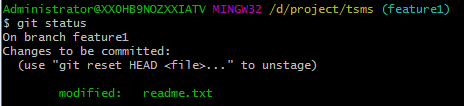 Administrator@XXOHB9NOZXXIATV MINGW32 /d/project/tsms (feature1)
$ git status
On branch feature1
Changes to be committed:
(use "git reset HEAD <file>..." to unstage)
modified: readme.txt